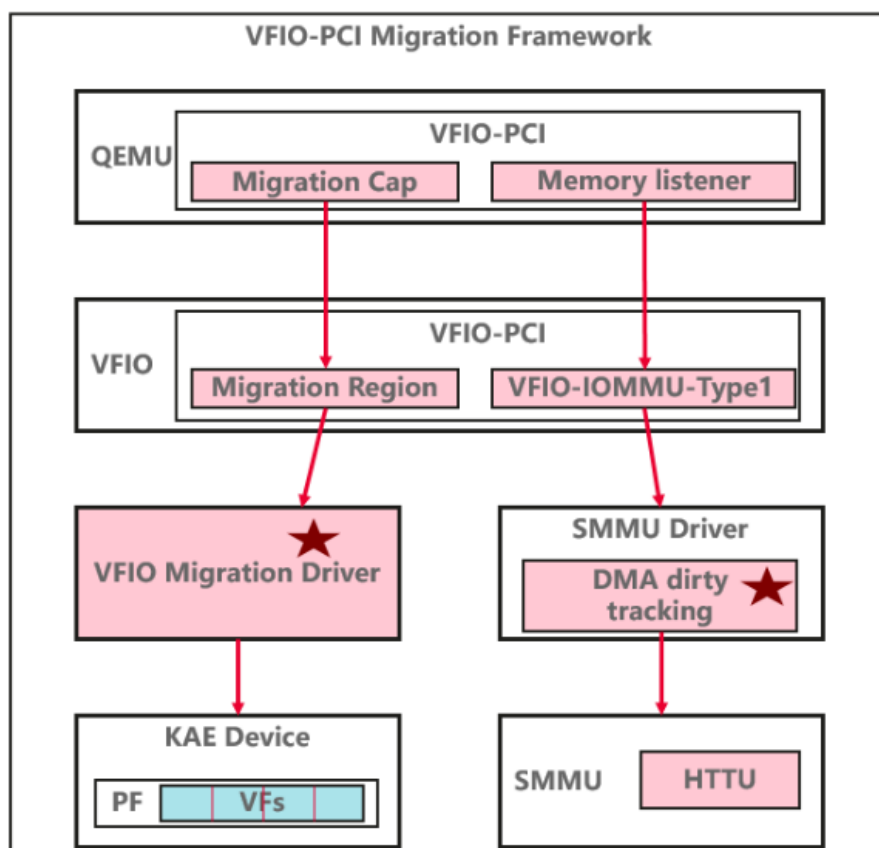 VFIO-PCI Migration Framework
QEMU
VFIO-PCI
Migration Cap
Memory listener
VFIO
VFIO-PCI
Migration Region
VFIO-IOMMU-Type1
VFIO Migration Driver
SMMU Driver
DMA dirty
tracking
KAE Device
PF
VFs
SMMU
HTTU